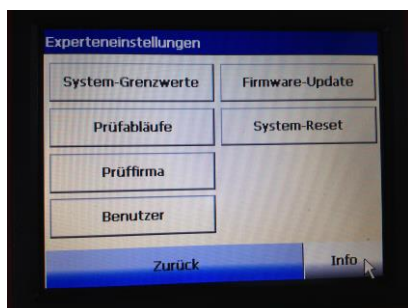 Experteneinstellungen
System-Grenzwerte Firmware-Update
Prüfabläufe System-Reset
Prüffirma
Benutzer
Zurück Info